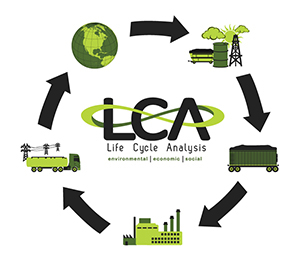 LCA
Life Cycle Analysis
environmental | economic | social